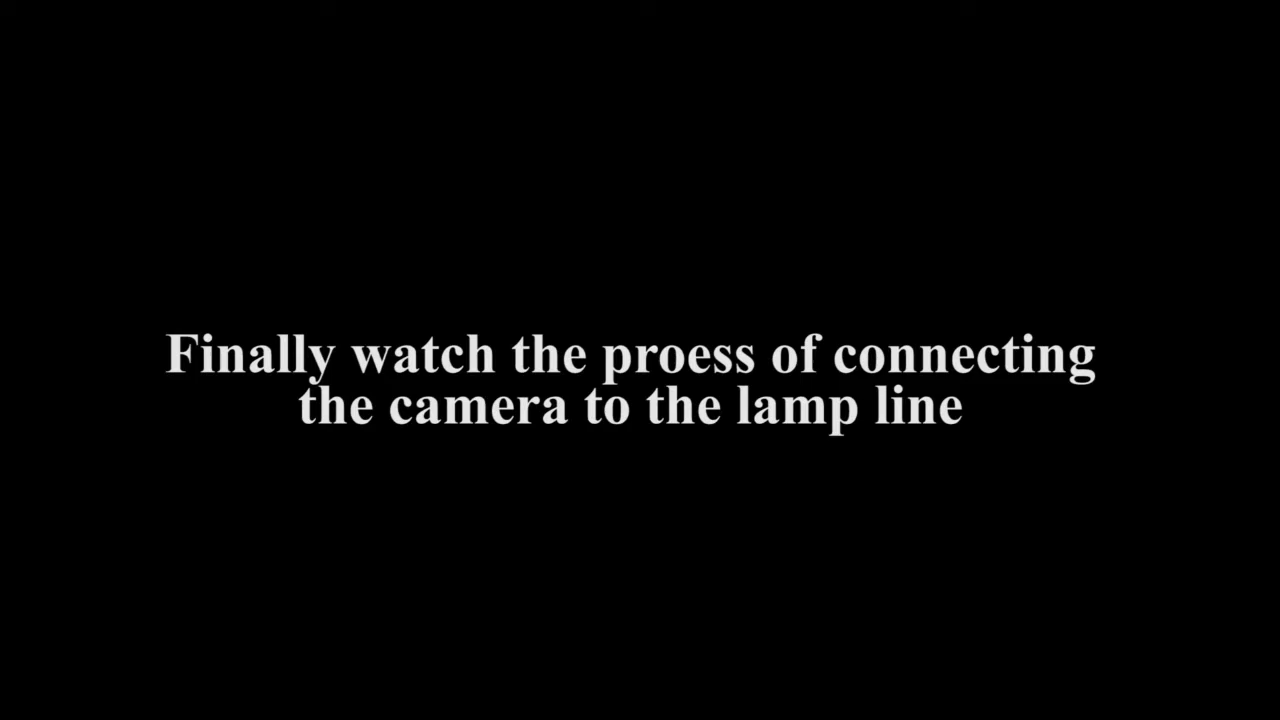 Finally watch the proess of connecting
the camera to the lamp line